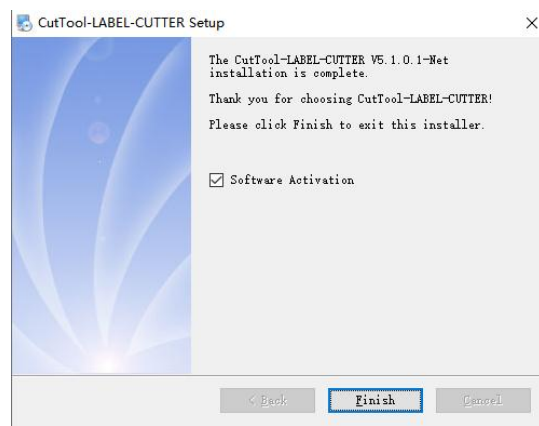 CutTool-LABEL-CUTTER Setup
The CutTool-LABEL-CUTTER V5.1.0.1-Net
installation is complete.
Thank you for choosing CutTool-LABEL-CUTTER!
Please click Finish to exit this installer.
Software Activation
< Back
Finish
Cancel